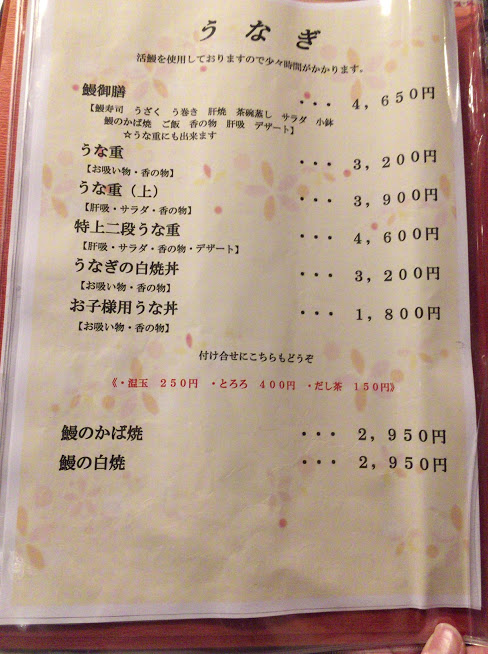 うなぎ
活鰻を使用しておりますので少々時間がかかります。
鰻御膳 ・・・ 4,650円
【鰻寿司 うざく う巻き 肝焼 茶碗蒸し サラダ 小鉢
鰻のかば焼 ご飯 香の物 肝吸 デザート】
☆うな重にも出来ます
うな重 ・・・ 3,200円
【お吸い物・香の物】
うな重（上） ・・・ 3,900円
【肝吸・サラダ・香の物】
特上二段うな重 ・・・ 4,600円
【肝吸・サラダ・香の物・デザート】
うなぎの白焼丼 ・・・ 3,200円
【お吸い物・香の物】
お子様用うな丼 ・・・ 1,800円
【お吸い物・香の物】
付け合せにこちらもどうぞ
《・温玉 250円 ・とろろ 400円 ・だし茶 150円》
鰻のかば焼 ・・・ 2,950円
鰻の白焼 ・・・ 2,950円